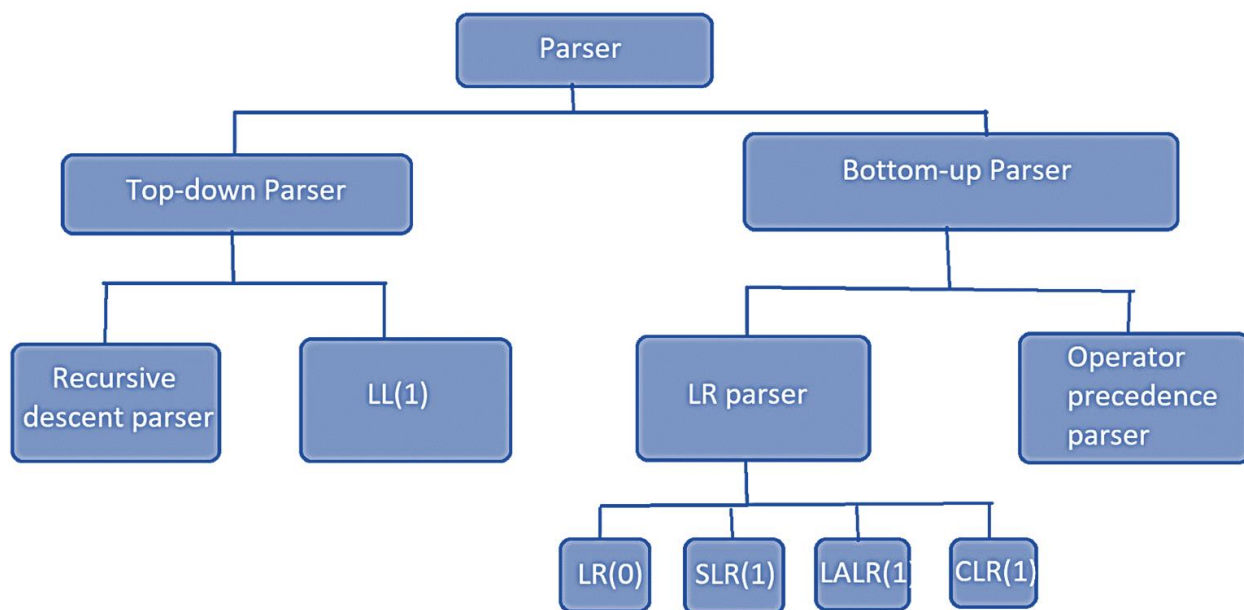 Parser
Top-down Parser
Bottom-up Parser
Recursive
descent parser
LL(1)
LR parser
Operator
precedence
parser
LR(0)
SLR(1)
LALR(1)
CLR(1)